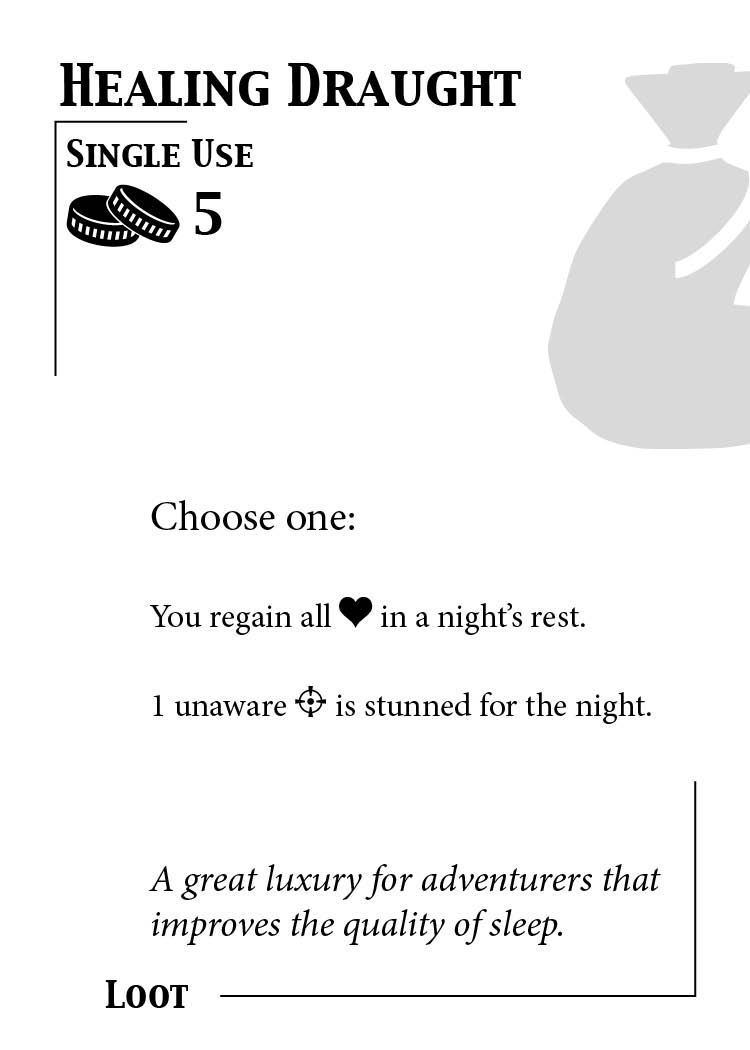 Healing Draught
Single Use
5
Choose one:
You regain all ♥ in a night’s rest.
1 unaware ⌖ is stunned for the night.
A great luxury for adventurers that
improves the quality of sleep.
Loot